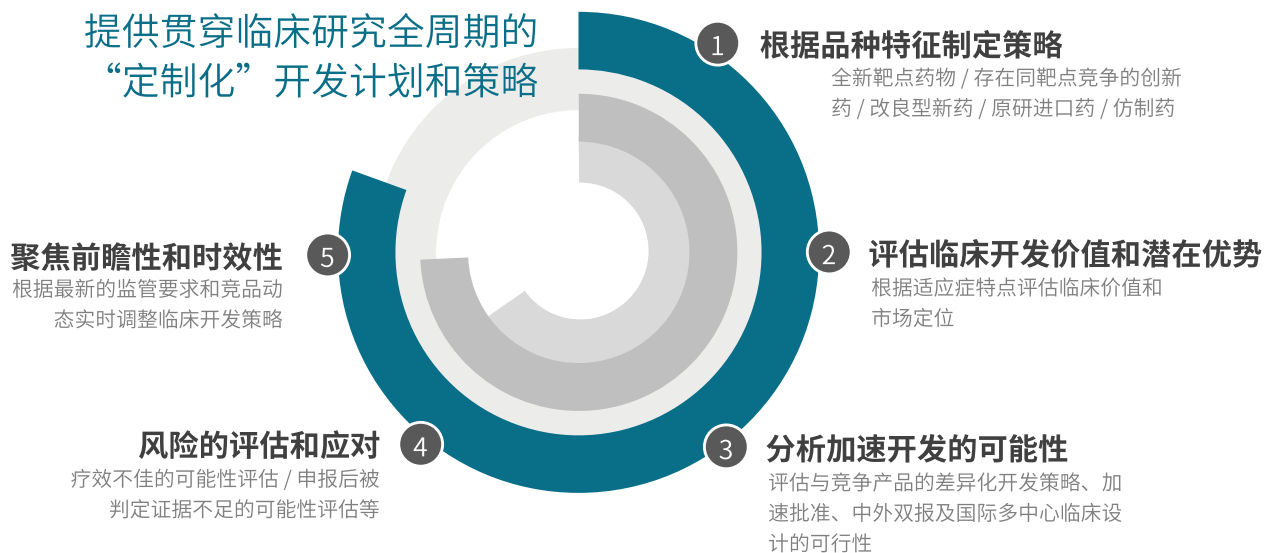 提供贯穿临床研究全周期的
“定制化”开发计划和策略
1
根据品种特征制定策略
全新靶点药物 / 存在同靶点竞争的创新
药 / 改良型新药 / 原研进口药 / 仿制药
2
评估临床开发价值和潜在优势
根据适应症特点评估临床价值和
市场定位
3
分析加速开发的可能性
评估与竞争产品的差异化开发策略、加
速批准、中外双报及国际多中心临床设
计的可行性
4
风险的评估和应对
疗效不佳的可能性评估 / 申报后被
判定证据不足的可能性评估等
5
聚焦前瞻性和时效性
根据最新的监管要求和竞品动
态实时调整临床开发策略